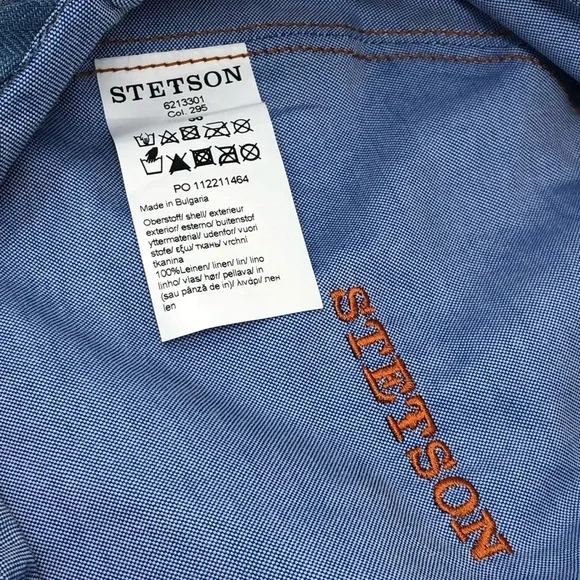 STETSON
6213301
Col. 295
PO 112211464
Made in Bulgaria
Oberstoff/ shell/ exterieur
exterior/ esterno/ buitenstof
yttermaterial/ udenfor/ vuori
stofe/ εξω/ ткань/ vrchni
tkanina
100%Leinen/ linen/ lin/ lino
linho/ vlas/ hør/ pellava/ in
(sau pânză de in)/ λινάρι/ лен
len
STETSON